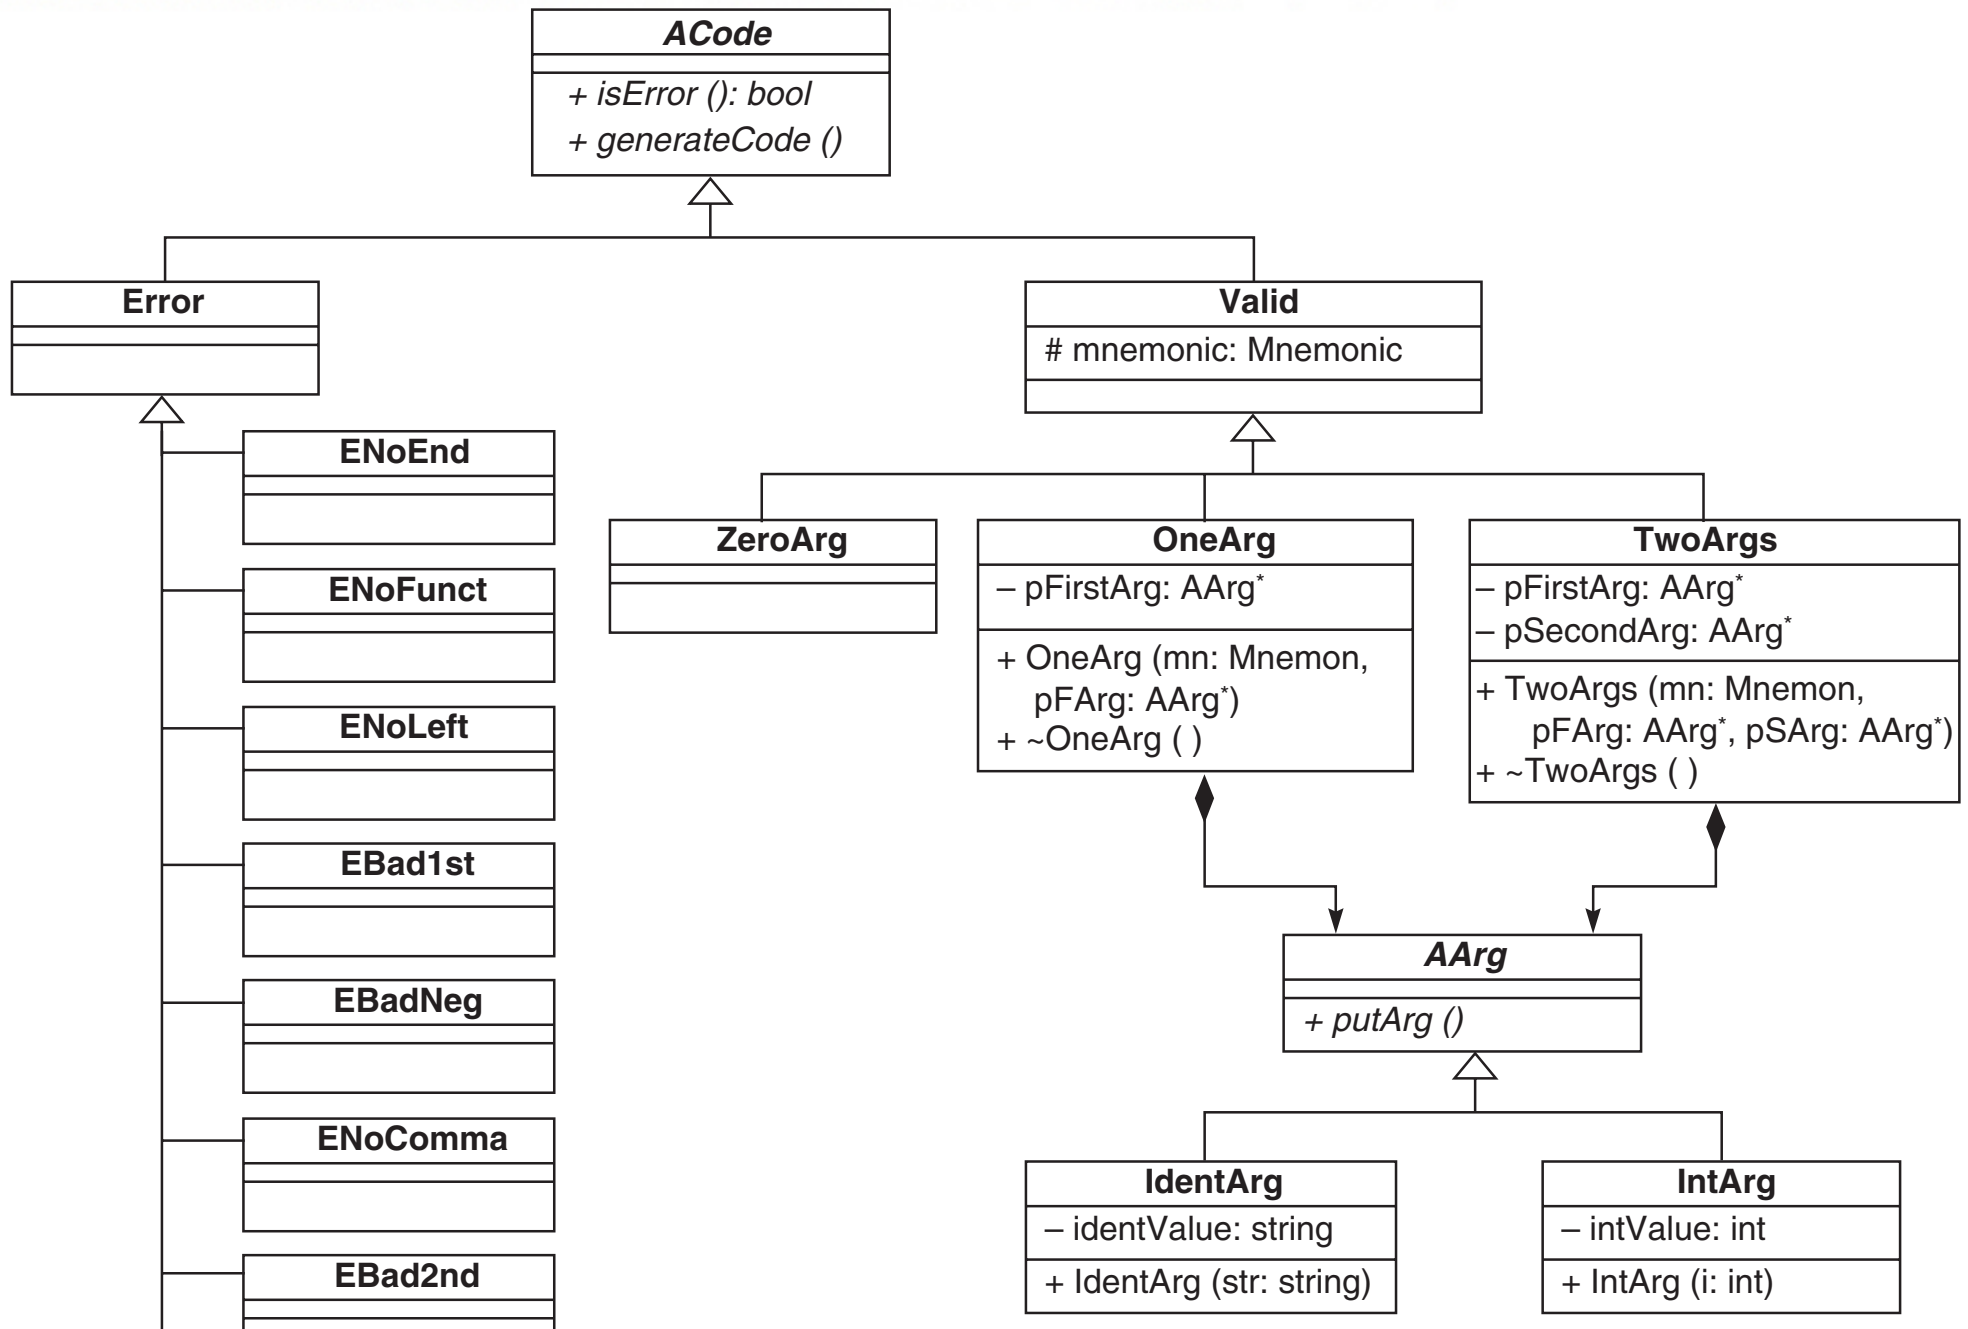 ACode
+ isError (): bool
+ generateCode ()
Error
Valid
# mnemonic: Mnemonic
ENoEnd
ENoFunct
ENoLeft
EBad1st
EBadNeg
ENoComma
EBad2nd
ZeroArg
OneArg
– pFirstArg: AArg*
+ OneArg (mn: Mnemon,
pFArg: AArg*)
+ ~OneArg ( )
TwoArgs
– pFirstArg: AArg*
– pSecondArg: AArg*
+ TwoArgs (mn: Mnemon,
pFArg: AArg*, pSArg: AArg*)
+ ~TwoArgs ( )
AArg
+ putArg ()
IdentArg
– identValue: string
+ IdentArg (str: string)
IntArg
– intValue: int
+ IntArg (i: int)